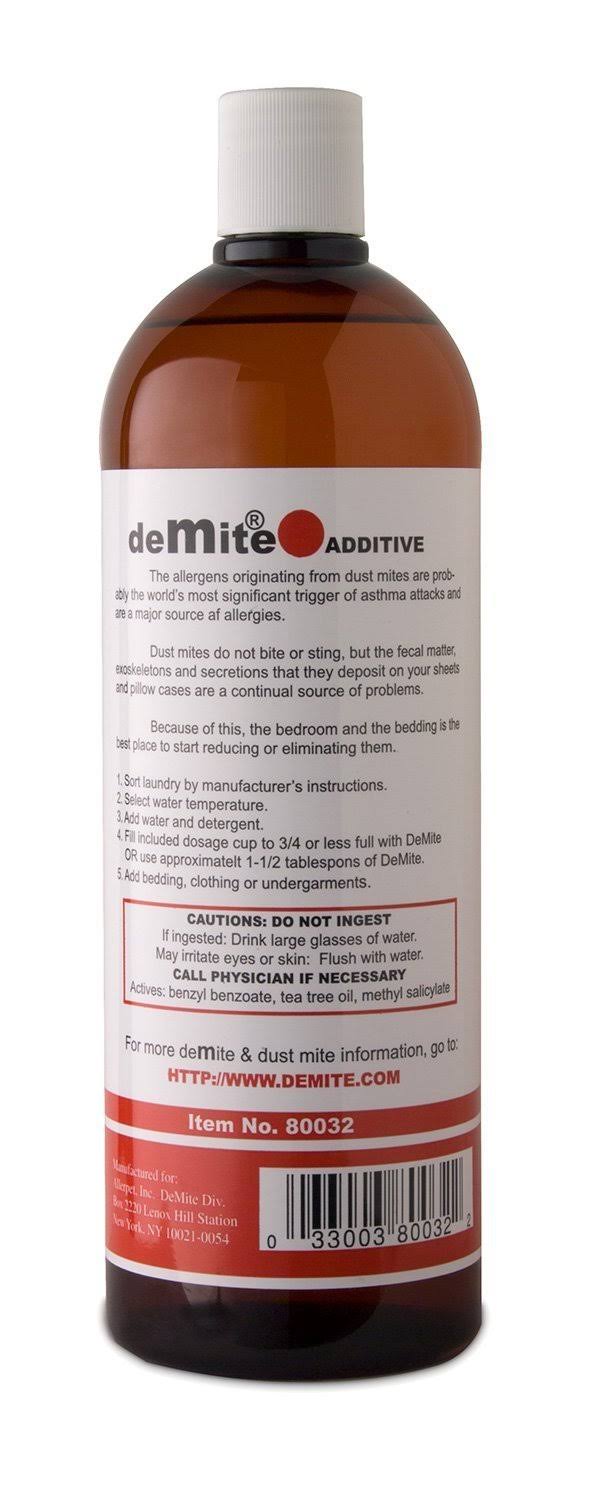 demite® ADDITIVE
The allergens originating from dust mites are prob-
ably the world's most significant trigger of asthma attacks and
are a major source af allergies.
Dust mites do not bite or sting, but the fecal matter,
exoskeletons and secretions that they deposit on your sheets
and pillow cases are a continual source of problems.
Because of this, the bedroom and the bedding is the
best place to start reducing or eliminating them.
1. Sort laundry by manufacturer's instructions.
2. Select water temperature.
3. Add water and detergent.
4. Fill included dosage cup to 3/4 or less full with DeMite
OR use approximatelt 1-1/2 tablespons of DeMite.
5. Add bedding, clothing or undergarments.
CAUTIONS: DO NOT INGEST
If ingested: Drink large glasses of water.
May irritate eyes or skin: Flush with water.
CALL PHYSICIAN IF NECESSARY
Actives: benzyl benzoate, tea tree oil, methyl salicylate
For more demite & dust mite information, go to:
HTTP://WWW.DEMITE.COM
Item No. 80032
Manufactured for:
Allerpet, Inc. DeMite Div.
Box 2220 Lenox Hill Station
New York, NY 10021-0054
0 33003 80032 2